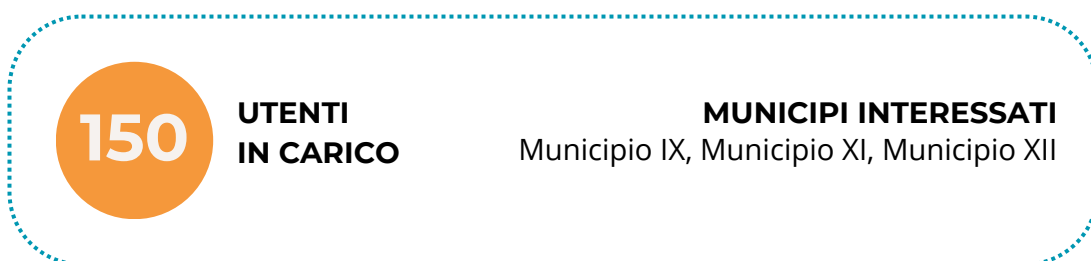 150
UTENTI
IN CARICO
MUNICIPI INTERESSATI
Municipio IX, Municipio XI, Municipio XII